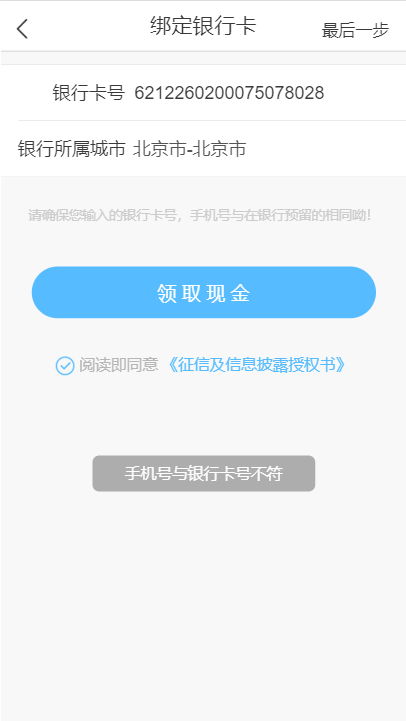 绑定银行卡
最后一步
银行卡号 6212260200075078028
银行所属城市 北京市-北京市
请确保您输入的银行卡号，手机号与在银行预留的相同呦！
领取现金
阅读即同意 《征信及信息披露授权书》
手机号与银行卡号不符